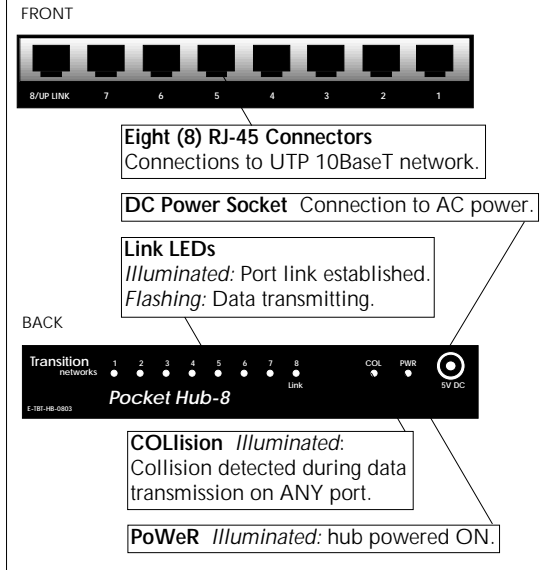 FRONT
8/UP LINK 7 6 5 4 3 2 1
Eight (8) RJ-45 Connectors
Connections to UTP 10BaseT network.
DC Power Socket Connection to AC power.
Link LEDs
Illuminated: Port link established.
Flashing: Data transmitting.
BACK
Transition
networks
1 2 3 4 5 6 7 8
Link
COL PWR
5V DC
Pocket Hub-8
E-TBT-HB-0803
COLlision Illuminated:
Collision detected during data
transmission on ANY port.
PoWeR Illuminated: hub powered ON.